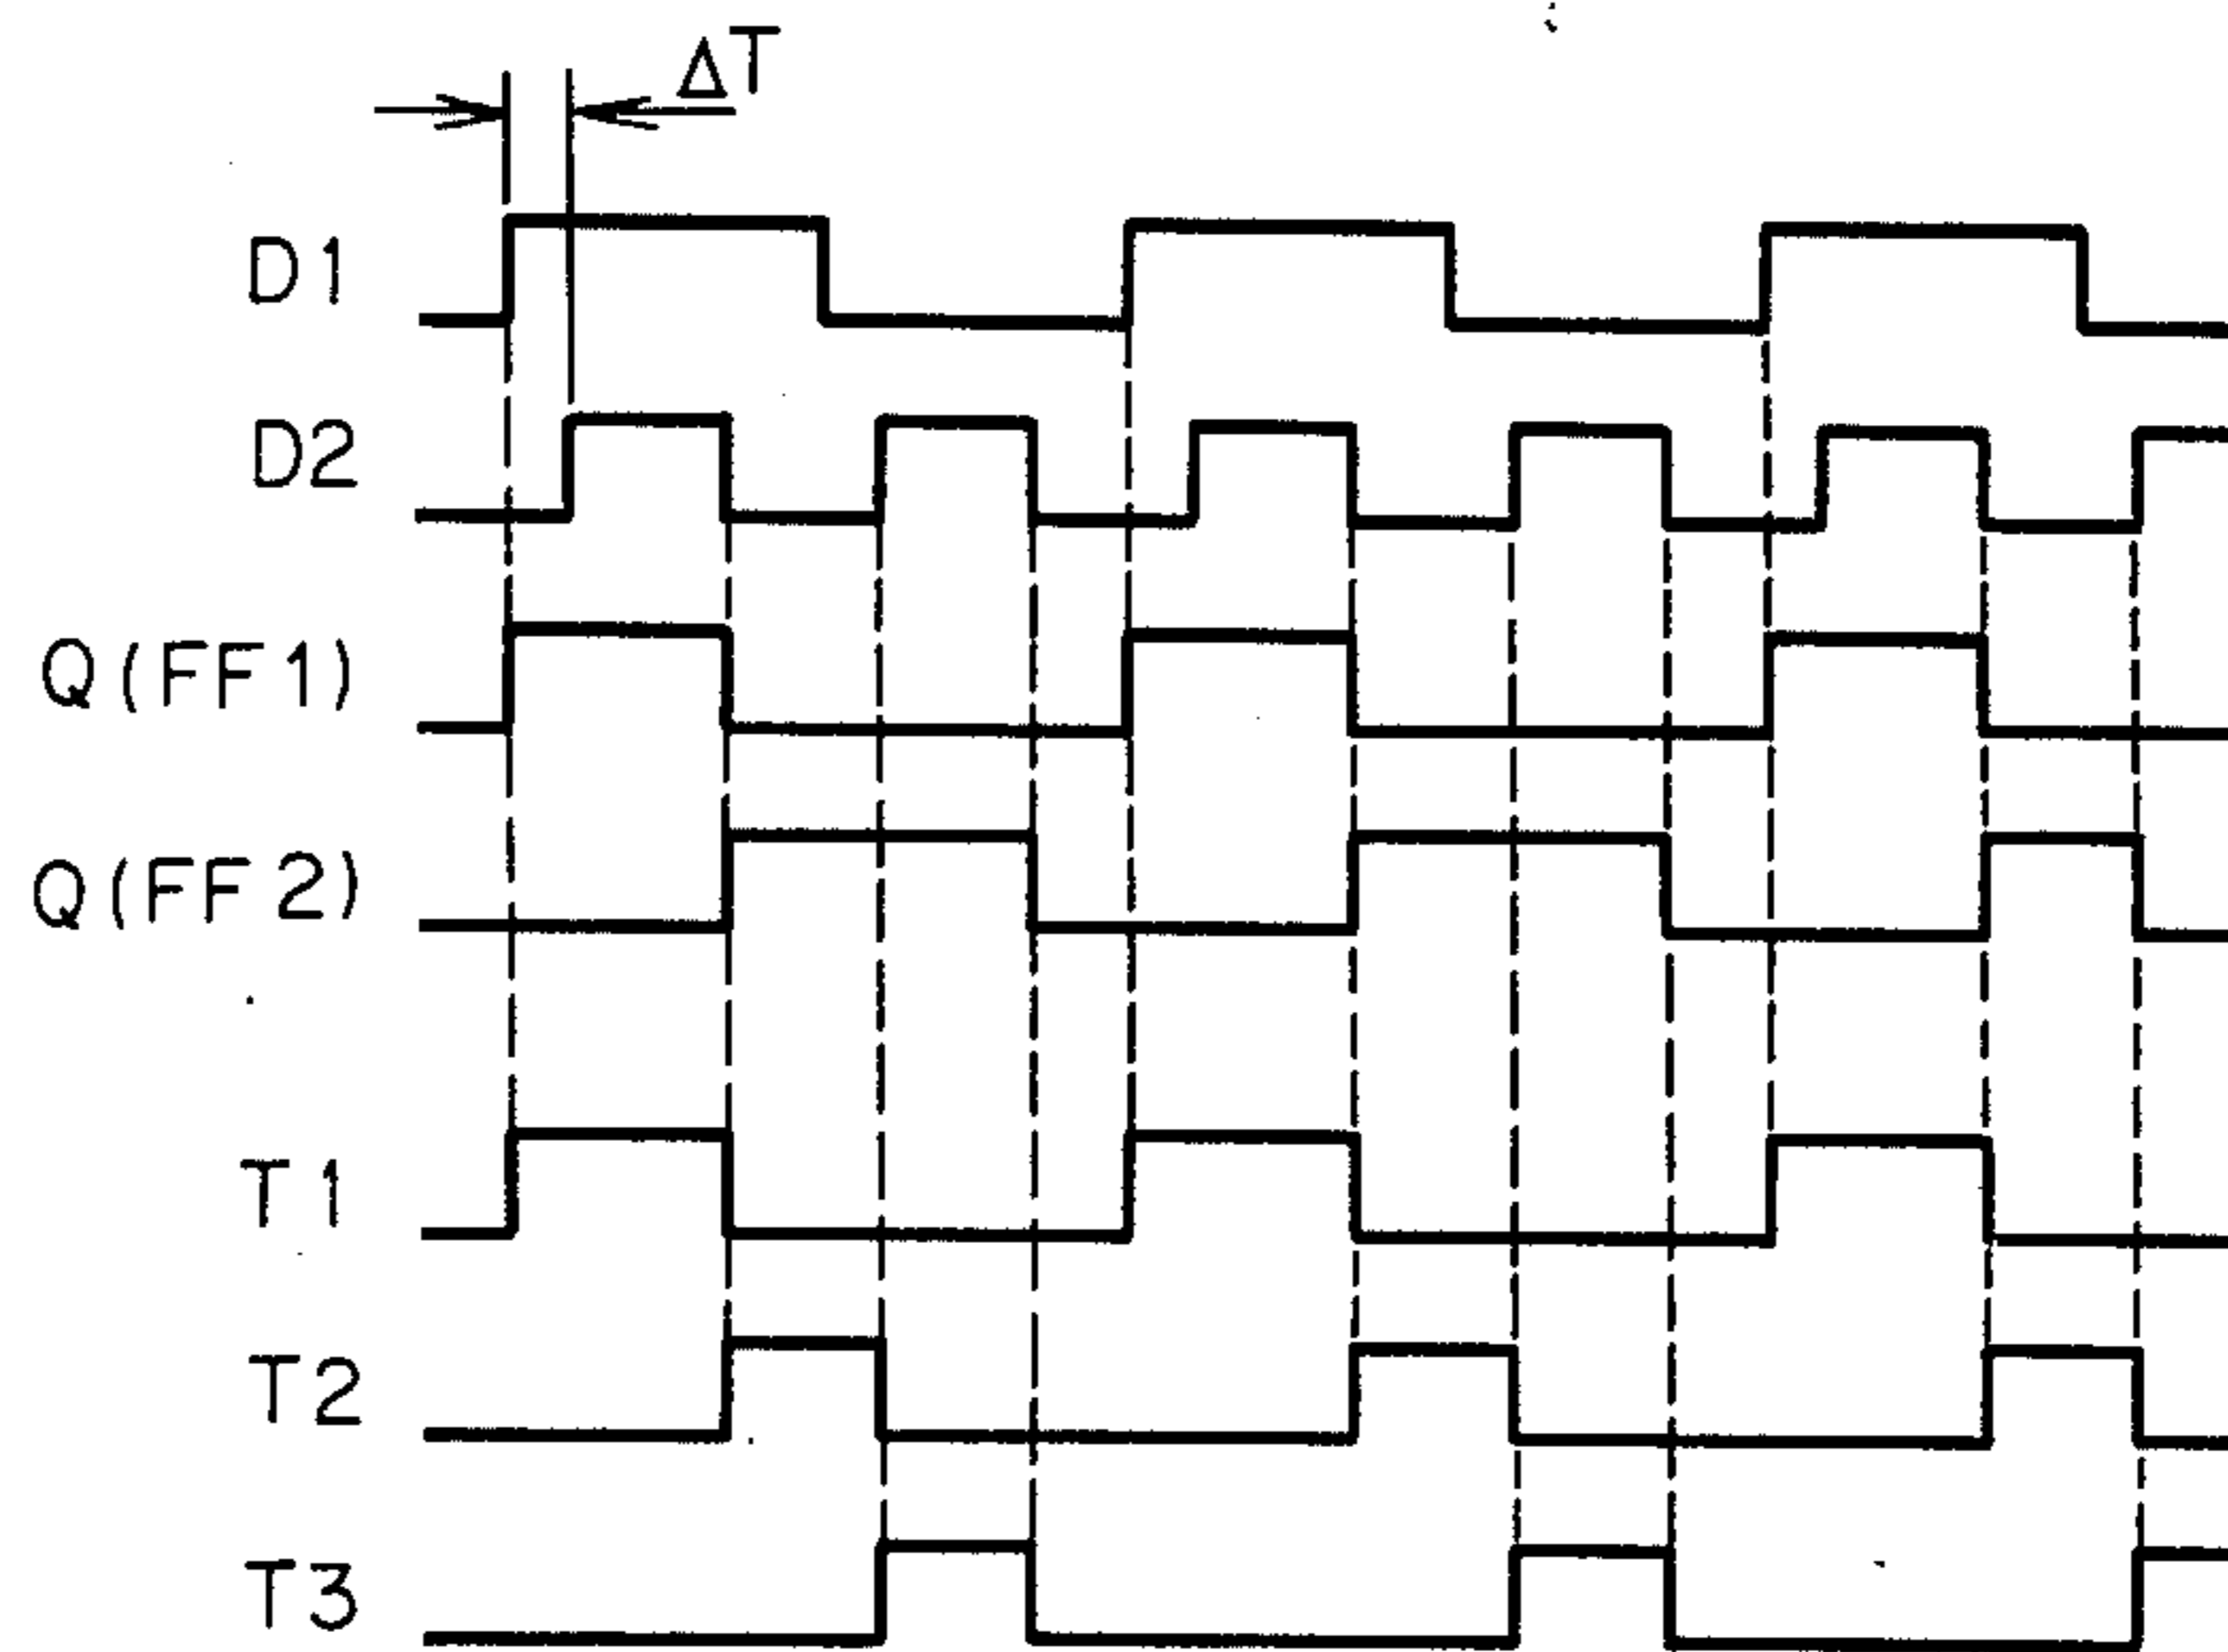 ΔT
D1
D2
Q(FF1)
Q(FF2)
T1
T2
T3